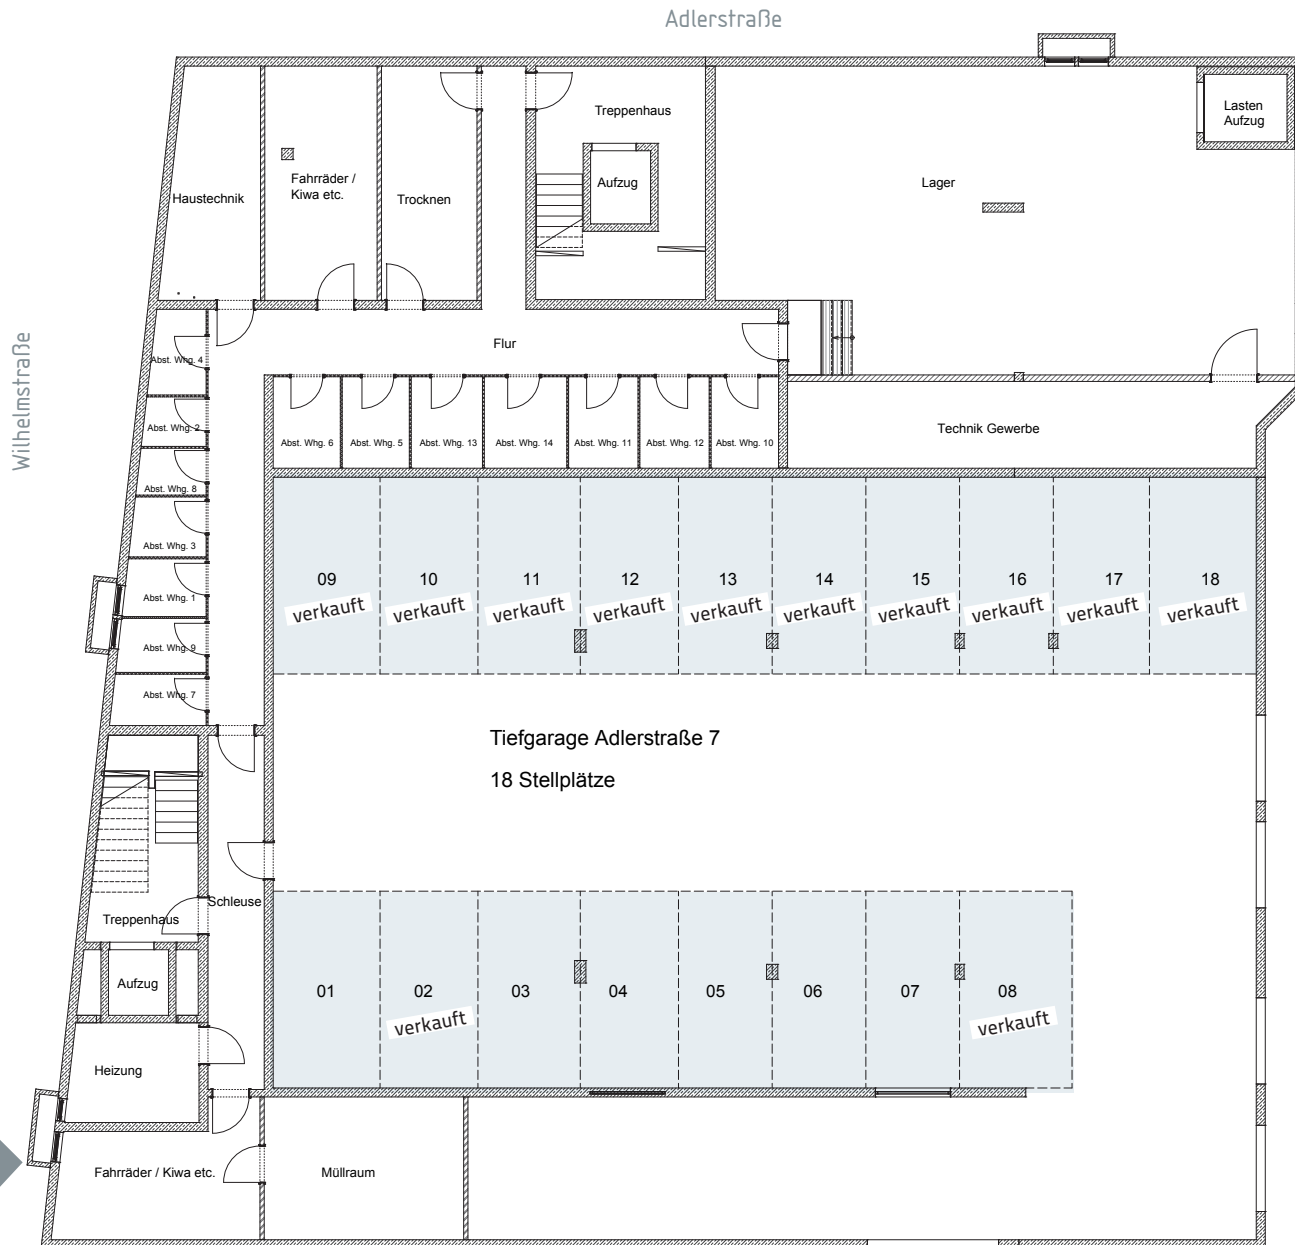 Adlerstraße
Wilhelmstraße
Haustechnik
Fahrräder /
Kiwa etc.
Trocknen
Treppenhaus
Aufzug
Lager
Lasten
Aufzug
Flur
Abst. Whg. 4
Abst. Whg. 2
Abst. Whg. 8
Abst. Whg. 3
Abst. Whg. 1
Abst. Whg. 9
Abst. Whg. 7
Abst. Whg. 6
Abst. Whg. 5
Abst. Whg. 13
Abst. Whg. 14
Abst. Whg. 11
Abst. Whg. 12
Abst. Whg. 10
Technik Gewerbe
09
verkauft
10
verkauft
11
verkauft
12
verkauft
13
verkauft
14
verkauft
15
verkauft
16
verkauft
17
verkauft
18
verkauft
Tiefgarage Adlerstraße 7
18 Stellplätze
Schleuse
Treppenhaus
Aufzug
01
02
verkauft
03
04
05
06
07
08
verkauft
Heizung
Fahrräder / Kiwa etc.
Müllraum